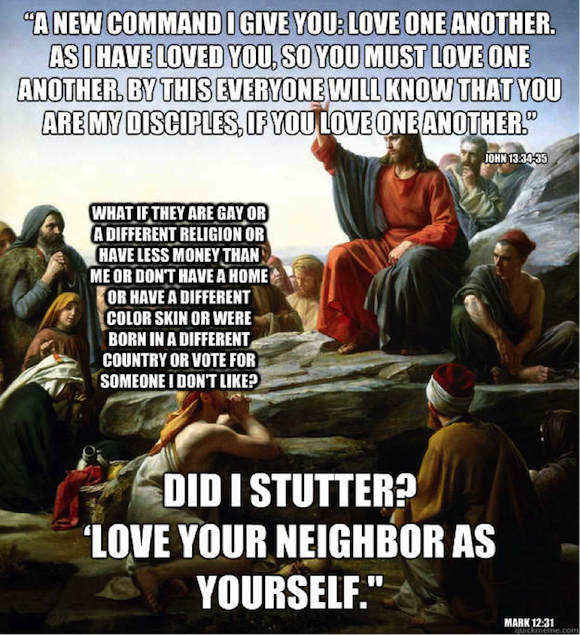 “A NEW COMMAND I GIVE YOU: LOVE ONE ANOTHER.
AS I HAVE LOVED YOU, SO YOU MUST LOVE ONE
ANOTHER. BY THIS EVERYONE WILL KNOW THAT YOU
ARE MY DISCIPLES, IF YOU LOVE ONE ANOTHER.”
JOHN 13:34-35
WHAT IF THEY ARE GAY OR
A DIFFERENT RELIGION OR
HAVE LESS MONEY THAN
ME OR DON'T HAVE A HOME
OR HAVE A DIFFERENT
COLOR SKIN OR WERE
BORN IN A DIFFERENT
COUNTRY OR VOTE FOR
SOMEONE I DON'T LIKE?
DID I STUTTER?
‘LOVE YOUR NEIGHBOR AS
YOURSELF."
MARK 12:31
quickmeme.com